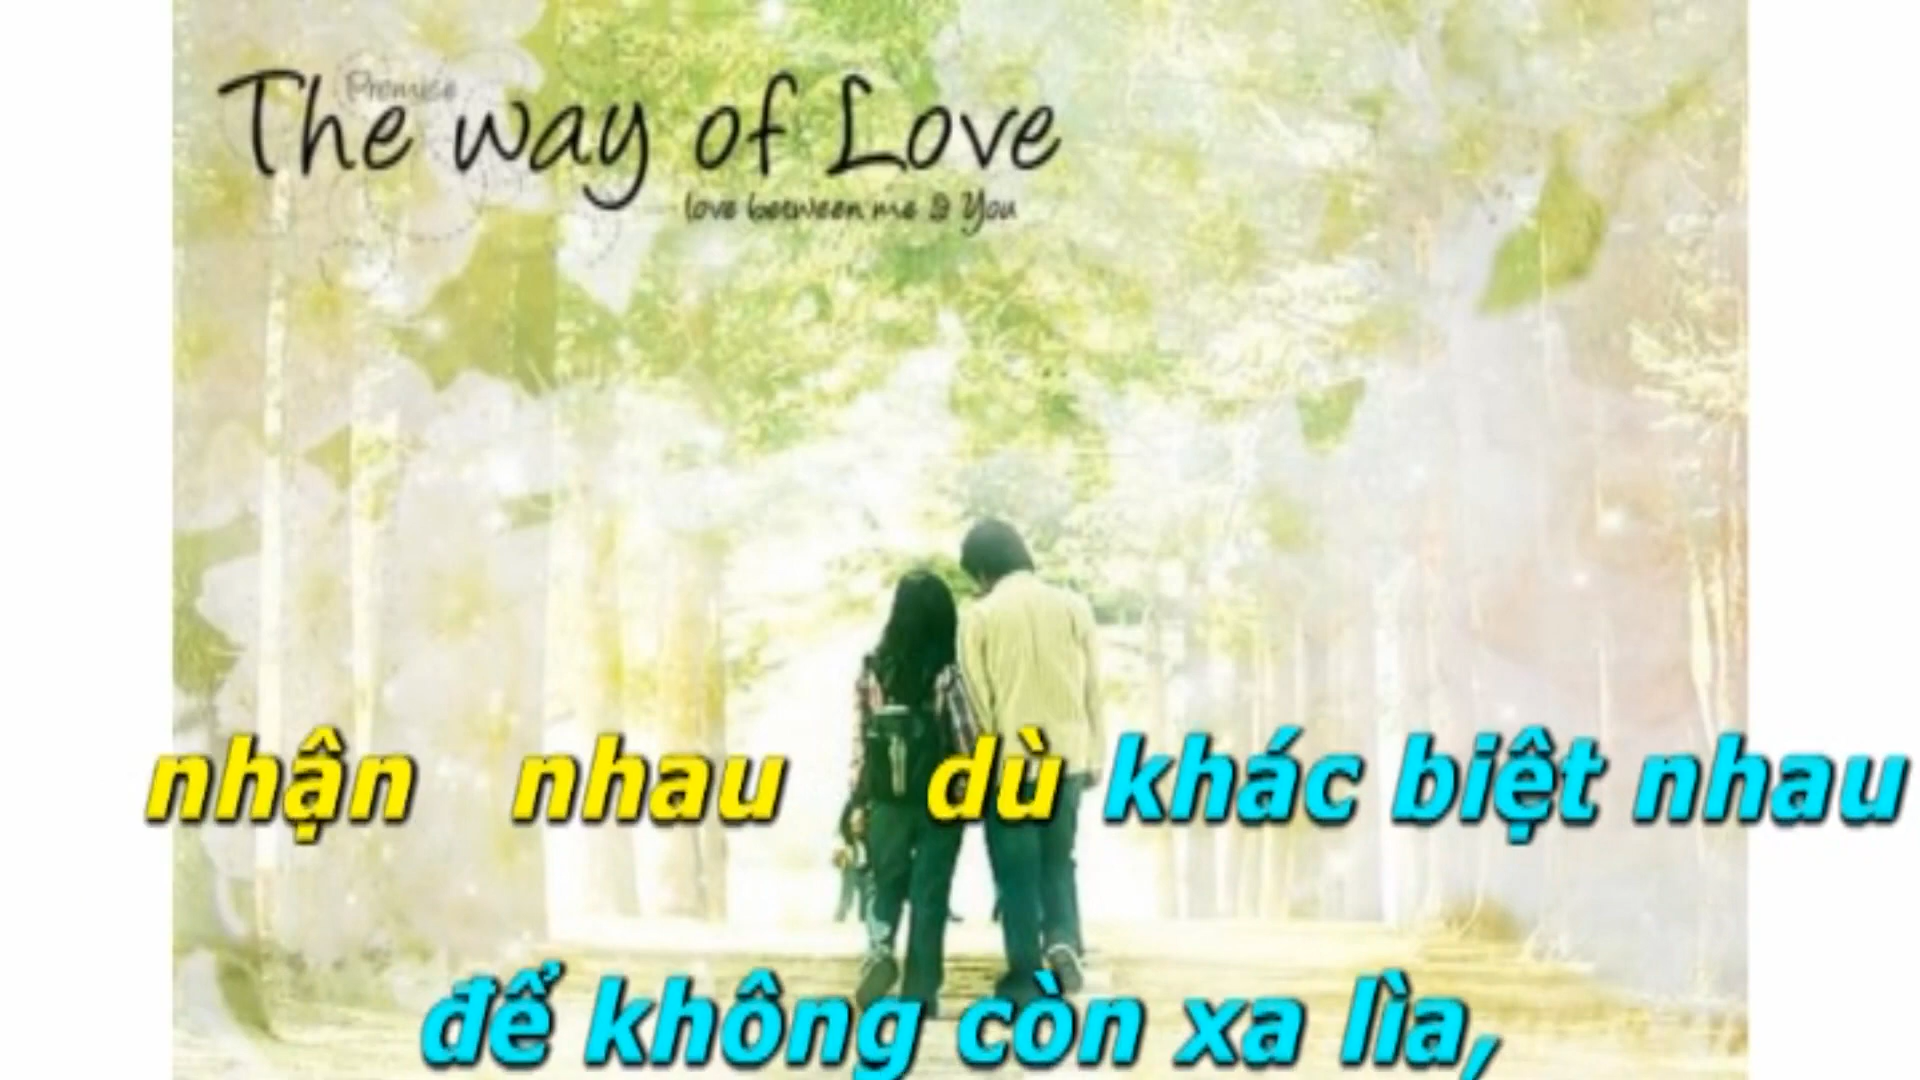 Promise
The way of Love
love between me & You
nhận nhau dù khác biệt nhau
để không còn xa lìa,